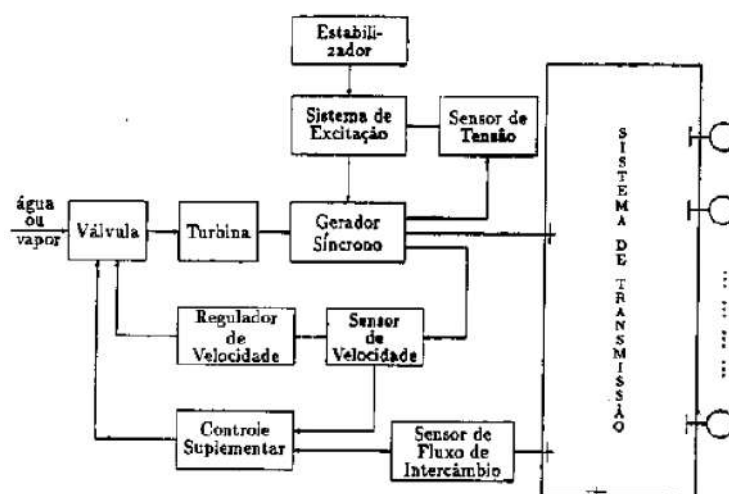 Estabili-
zador
Sistema de
Excitação
Sensor de
Tensão
água
ou
vapor
Válvula
Turbina
Gerador
Síncrono
Regulador
de
Velocidade
Sensor
de
Velocidade
Controle
Suplementar
Sensor de
Fluxo de
Intercâmbio
SISTEMA DE TRANSMISSÃO